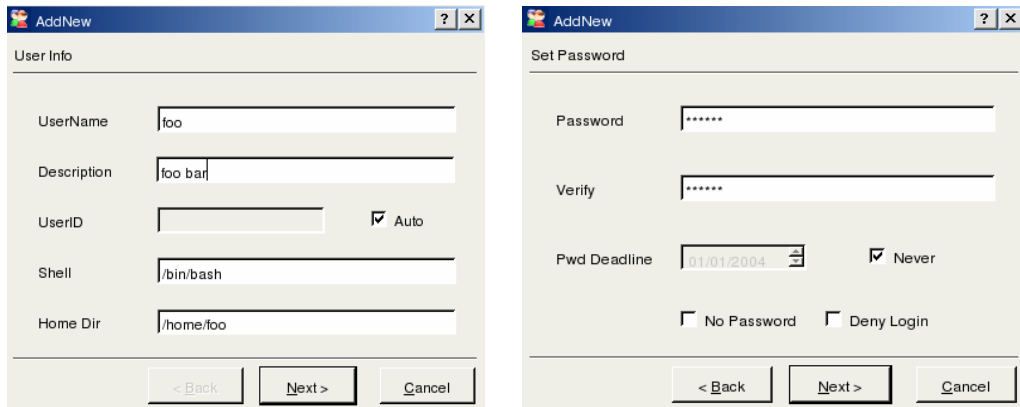 AddNew
User Info
UserName foo
Description foo bar
UserID Auto
Shell /bin/bash
Home Dir /home/foo
< Back Next > Cancel
AddNew
Set Password
Password ******
Verify ******
Pwd Deadline 01/01/2004 Never
No Password Deny Login
< Back Next > Cancel